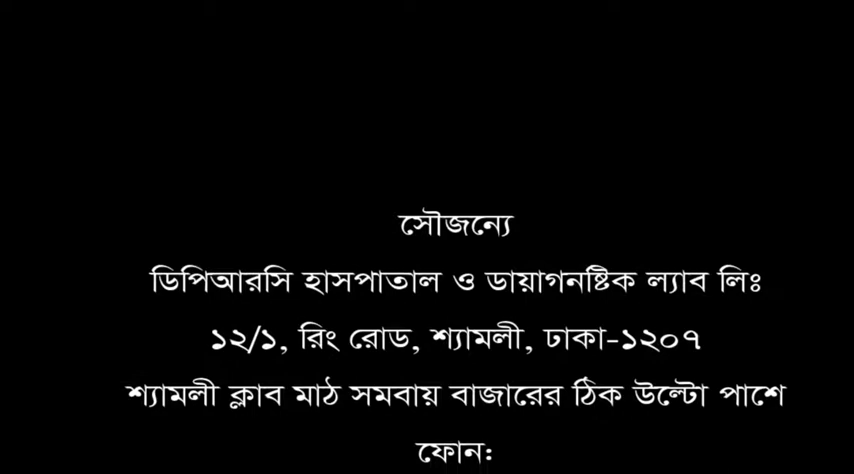 সৌজন্যে
ডিপিআরসি হাসপাতাল ও ডায়াগনষ্টিক ল্যাব লিঃ
১২/১, রিং রোড, শ্যামলী, ঢাকা-১২০৭
শ্যামলী ক্লাব মাঠ সমবায় বাজারের ঠিক উল্টো পাশে
ফোন: